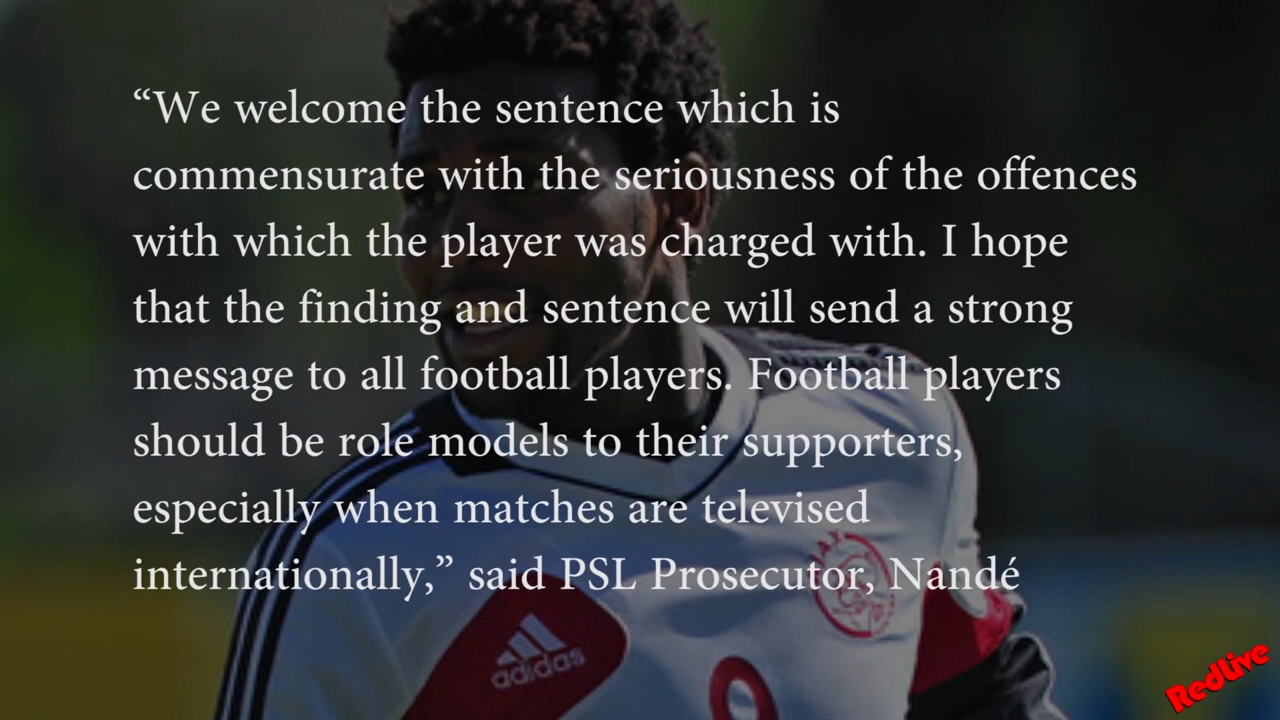 “We welcome the sentence which is
commensurate with the seriousness of the offences
with which the player was charged with. I hope
that the finding and sentence will send a strong
message to all football players. Football players
should be role models to their supporters,
especially when matches are televised
internationally,” said PSL Prosecutor, Nandé
AJAX
adidas
RedLive